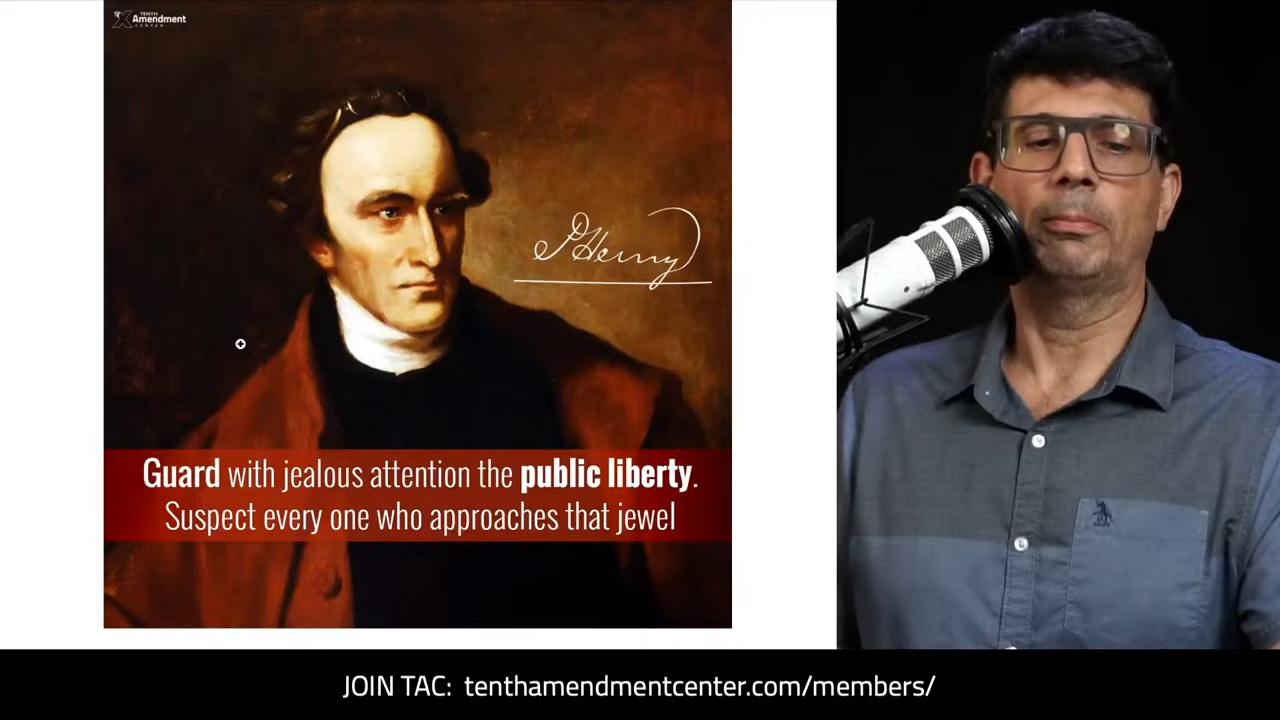 TENTH
Amendment
CENTER
P Henry
Guard with jealous attention the public liberty.
Suspect every one who approaches that jewel
JOIN TAC: tenthamendmentcenter.com/members/